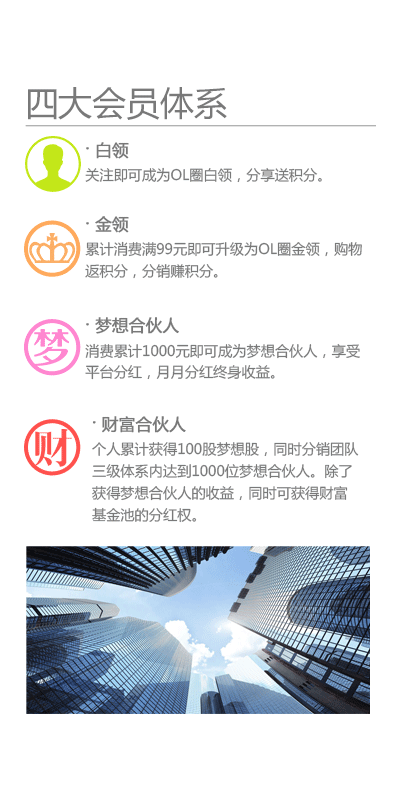 四大会员体系
· 白领
关注即可成为OL圈白领，分享送积分。
· 金领
累计消费满99元即可升级为OL圈金领，购物
返积分，分销赚积分。
梦
· 梦想合伙人
消费累计1000元即可成为梦想合伙人，享受
平台分红，月月分红终身收益。
财
· 财富合伙人
个人累计获得100股梦想股，同时分销团队
三级体系内达到1000位梦想合伙人。除了
获得梦想合伙人的收益，同时可获得财富
基金池的分红权。